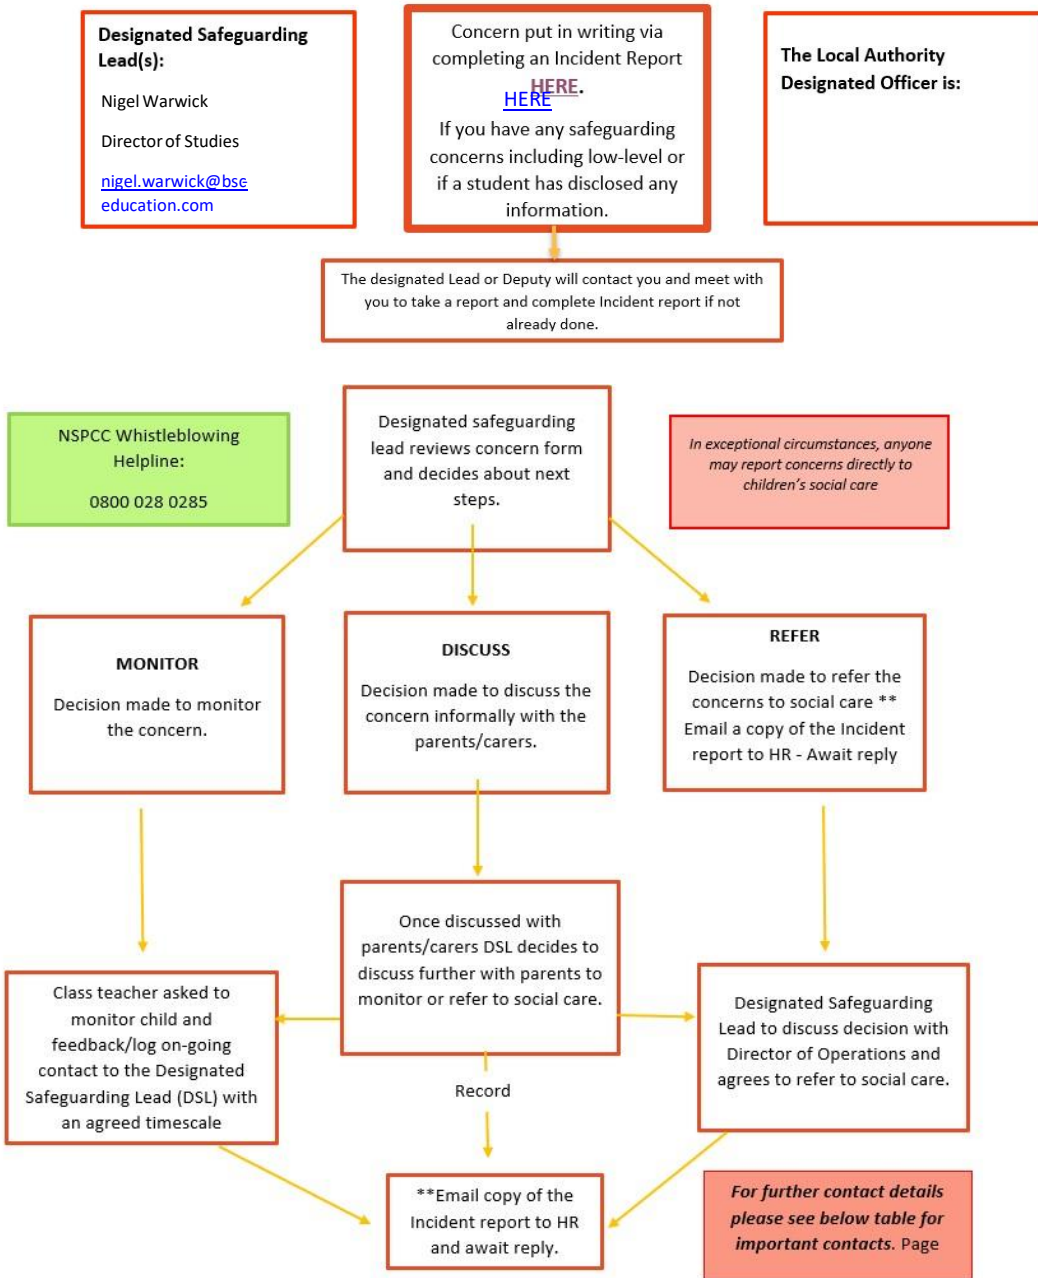 Designated Safeguarding
Lead(s):
Nigel Warwick
Director of Studies
nigel.warwick@bsc-
education.com
Concern put in writing via
completing an Incident Report
HERE.
HERE
If you have any safeguarding
concerns including low-level or
if a student has disclosed any
information.
The Local Authority
Designated Officer is:
The designated Lead or Deputy will contact you and meet with
you to take a report and complete Incident report if not
already done.
NSPCC Whistleblowing
Helpline:
0800 028 0285
Designated safeguarding
lead reviews concern form
and decides about next
steps.
In exceptional circumstances, anyone
may report concerns directly to
children’s social care
MONITOR
Decision made to monitor
the concern.
DISCUSS
Decision made to discuss the
concern informally with the
parents/carers.
REFER
Decision made to refer the
concerns to social care **
Email a copy of the Incident
report to HR - Await reply
Class teacher asked to
monitor child and
feedback/log on-going
contact to the Designated
Safeguarding Lead (DSL) with
an agreed timescale
Once discussed with
parents/carers DSL decides to
discuss further with parents to
monitor or refer to social care.
Designated Safeguarding
Lead to discuss decision with
Director of Operations and
agrees to refer to social care.
Record
**Email copy of the
Incident report to HR
and await reply.
For further contact details
please see below table for
important contacts. Page